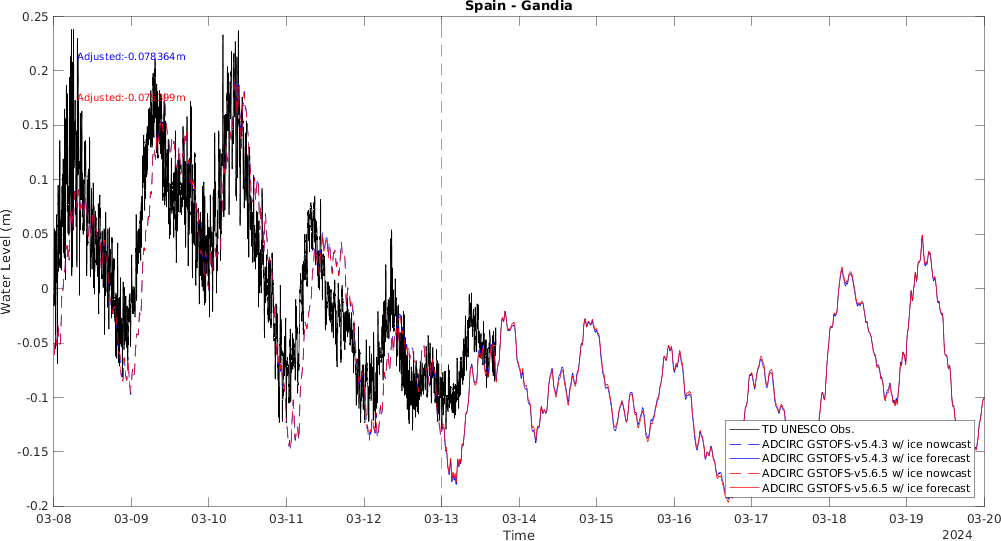 Spain - Gandia
0.25
0.2
0.15
0.1
0.05
0
-0.05
-0.1
-0.15
-0.2
Water Level (m)
Adjusted:-0.078364m
TD UNESCO Obs.
ADCIRC GSTOFS-v5.4.3 w/ ice nowcast
ADCIRC GSTOFS-v5.4.3 w/ ice forecast
ADCIRC GSTOFS-v5.6.5 w/ ice nowcast
ADCIRC GSTOFS-v5.6.5 w/ ice forecast
03-08 03-09 03-10 03-11 03-12 03-13 03-14 03-15 03-16 03-17 03-18 03-19 03-20
Time
2024